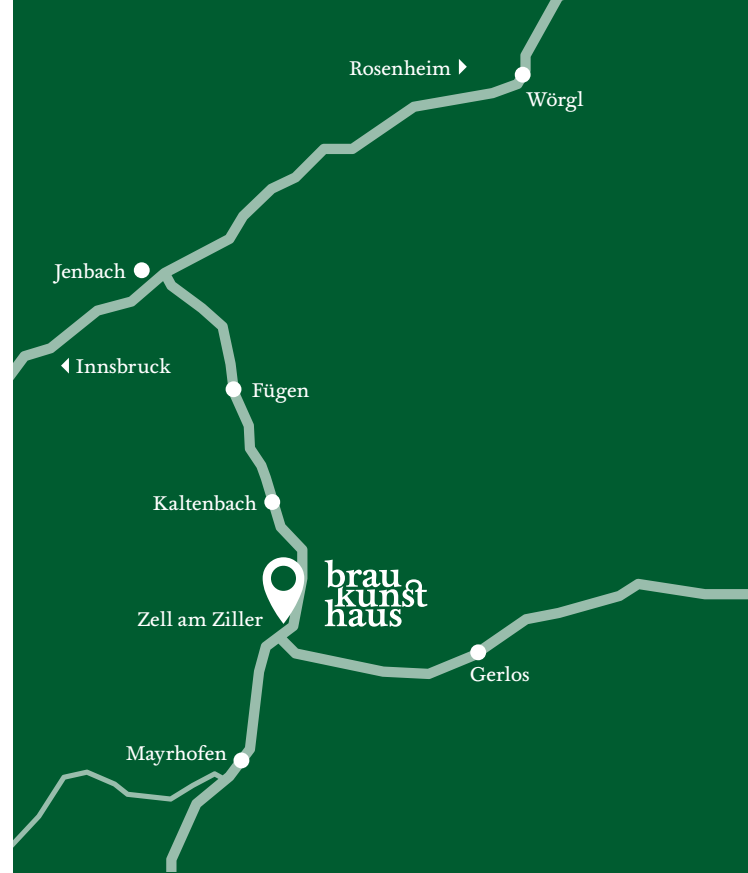 Rosenheim
Wörgl
Jenbach
Innsbruck
Fügen
Kaltenbach
brau
kunst
haus
Zell am Ziller
Gerlos
Mayrhofen